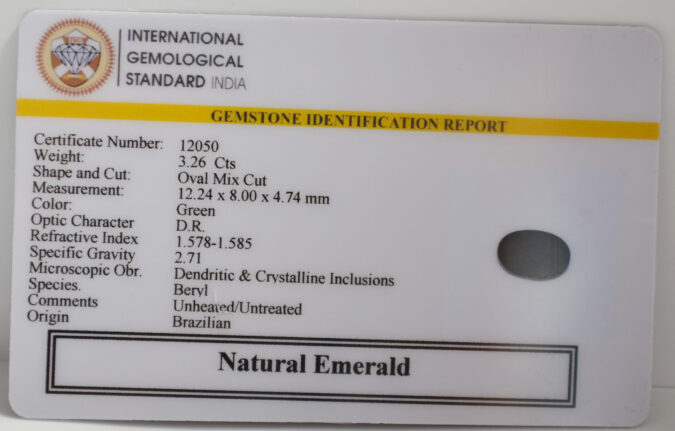 IGS
INTERNATIONAL
GEMOLOGICAL
STANDARD INDIA
GEMSTONE IDENTIFICATION REPORT
Certificate Number: 12050
Weight: 3.26 Cts
Shape and Cut: Oval Mix Cut
Measurement: 12.24 x 8.00 x 4.74 mm
Color: Green
Optic Character D.R.
Refractive Index 1.578-1.585
Specific Gravity 2.71
Microscopic Obr. Dendritic & Crystalline Inclusions
Species. Beryl
Comments Unheated/Untreated
Origin Brazilian
Natural Emerald